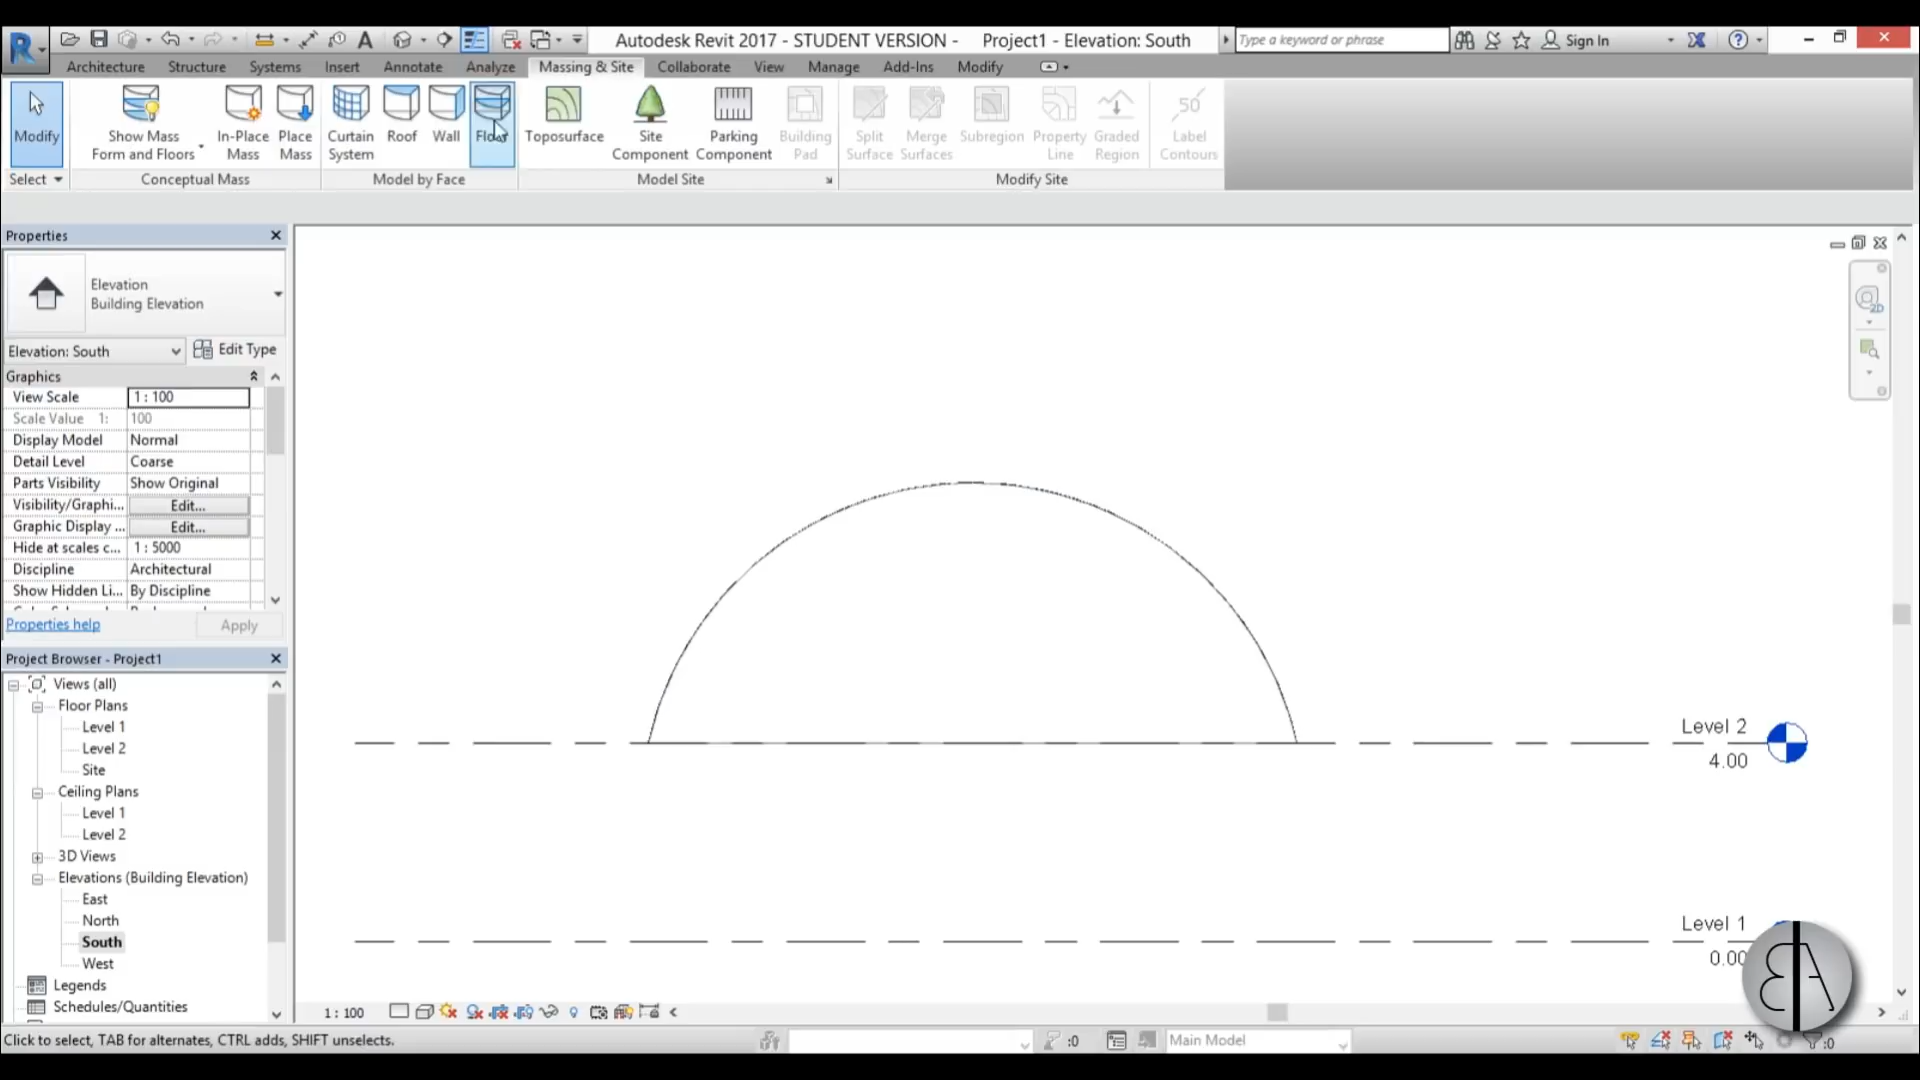 Autodesk Revit 2017 - STUDENT VERSION - Project1 - Elevation: South
Type a keyword or phrase
Sign In
Architecture Structure Systems Insert Annotate Analyze Massing & Site Collaborate View Manage Add-Ins Modify
Modify
Show Mass
Form and Floors
In-Place
Mass
Place
Mass
Curtain
System
Roof
Wall
Floor
Toposurface
Site
Component
Parking
Component
Building
Pad
Split
Surface
Merge
Surfaces
Subregion
Property
Line
Graded
Region
50
Label
Contours
Select
Conceptual Mass
Model by Face
Model Site
Modify Site
Properties
Elevation
Building Elevation
Elevation: South
Edit Type
Graphics
View Scale 1 : 100
Scale Value 1: 100
Display Model Normal
Detail Level Coarse
Parts Visibility Show Original
Visibility/Graphi... Edit...
Graphic Display ... Edit...
Hide at scales c... 1 : 5000
Discipline Architectural
Show Hidden Li... By Discipline
Properties help
Apply
Project Browser - Project1
Views (all)
Floor Plans
Level 1
Level 2
Site
Ceiling Plans
Level 1
Level 2
3D Views
Elevations (Building Elevation)
East
North
South
West
Legends
Schedules/Quantities
2D
Level 2
4.00
Level 1
0.00
1 : 100
Click to select, TAB for alternates, CTRL adds, SHIFT unselects.
:0
Main Model
:0